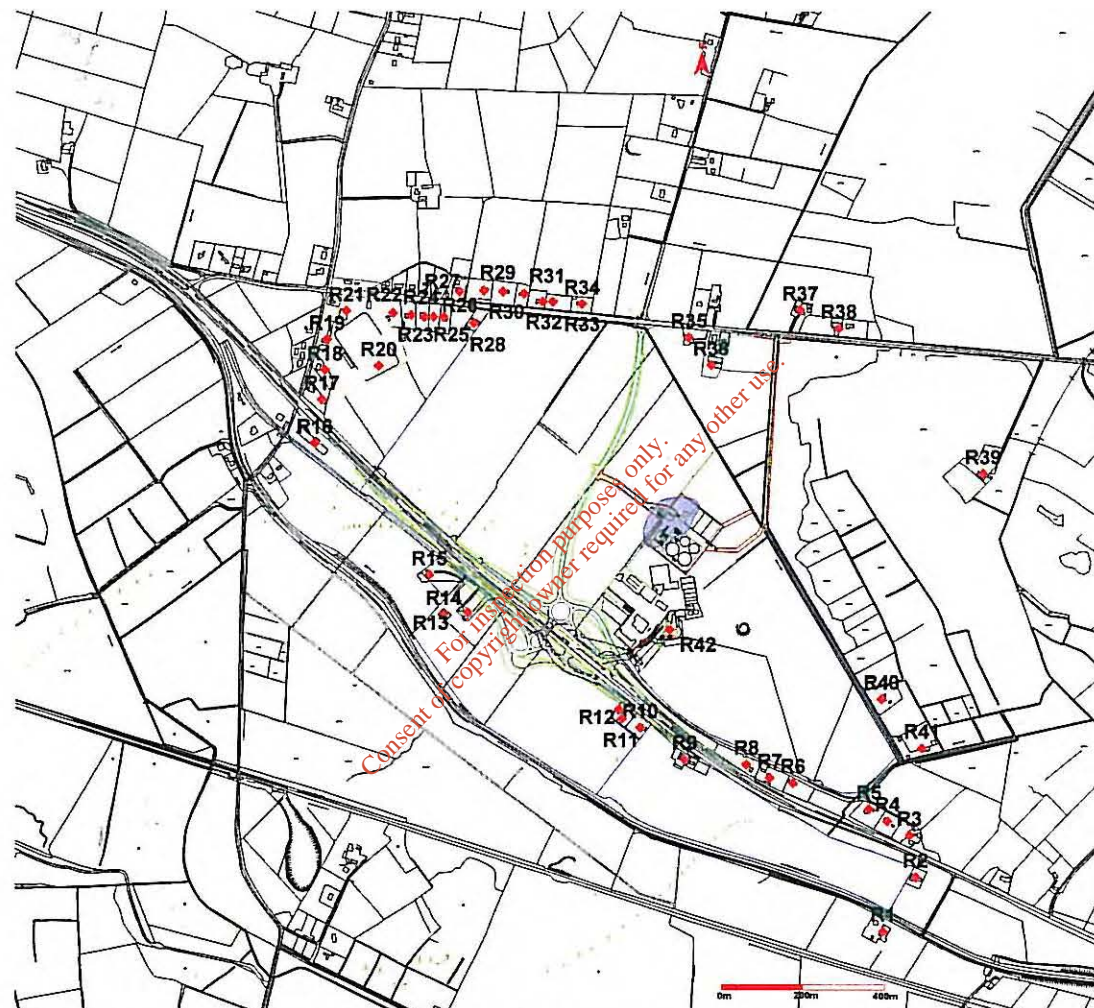 R27
R29
R31
R34
R21
R22
R24
R26
R30
R32
R33
R37
R38
R19
R23
R25
R28
R35
R36
R18
R20
R17
R16
R39
R15
R14
R13
R42
R40
R10
R12
R11
R41
R9
R8
R7
R6
R5
R4
R3
R2
R1
For inspection purposes only.
Consent of copyright owner required for any other use.
0m 200m 400m